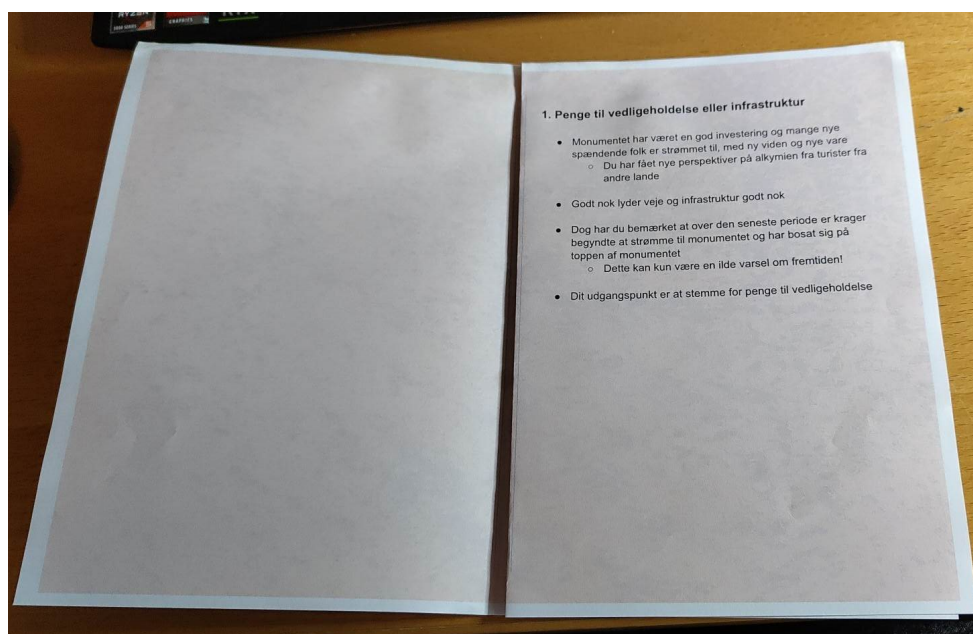 RYZEN
GRAPHICS
1. Penge til vedligeholdelse eller infrastruktur
● Monumentet har været en god investering og mange nye
spændende folk er strømmet til, med ny viden og nye vare
○ Du har fået nye perspektiver på alkymien fra turister fra
andre lande
● Godt nok lyder veje og infrastruktur godt nok
● Dog har du bemærket at over den seneste periode er krager
begyndte at strømme til monumentet og har bosat sig på
toppen af monumentet
○ Dette kan kun være en ilde varsel om fremtiden!
● Dit udgangspunkt er at stemme for penge til vedligeholdelse